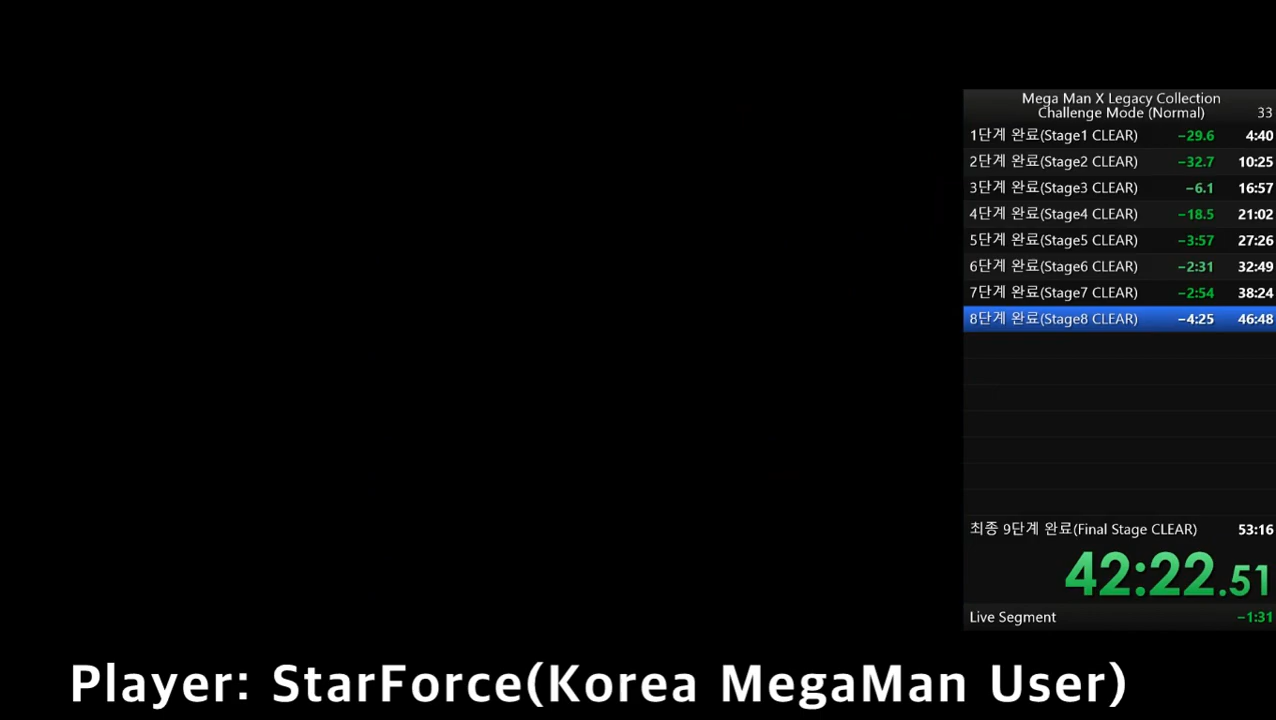 Mega Man X Legacy Collection
Challenge Mode (Normal) 33
1단계 완료(Stage1 CLEAR) −29.6 4:40
2단계 완료(Stage2 CLEAR) −32.7 10:25
3단계 완료(Stage3 CLEAR) −6.1 16:57
4단계 완료(Stage4 CLEAR) −18.5 21:02
5단계 완료(Stage5 CLEAR) −3:57 27:26
6단계 완료(Stage6 CLEAR) −2:31 32:49
7단계 완료(Stage7 CLEAR) −2:54 38:24
8단계 완료(Stage8 CLEAR) −4:25 46:48
최종 9단계 완료(Final Stage CLEAR) 53:16
42:22.51
Live Segment −1:31
Player: StarForce(Korea MegaMan User)